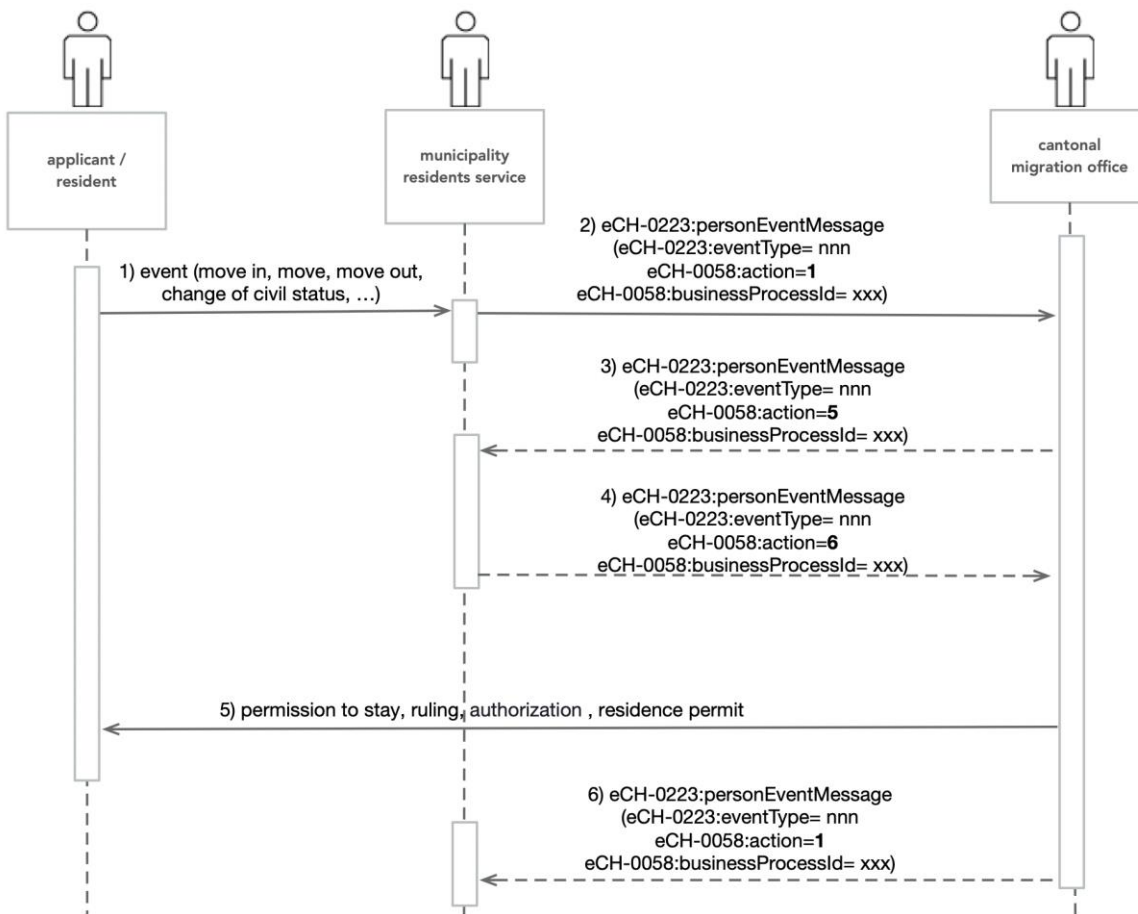 applicant /
resident
municipality
residents service
cantonal
migration office
1) event (move in, move, move out,
change of civil status, …)
2) eCH-0223:personEventMessage
(eCH-0223:eventType= nnn
eCH-0058:action=1
eCH-0058:businessProcessId= xxx)
3) eCH-0223:personEventMessage
(eCH-0223:eventType= nnn
eCH-0058:action=5
eCH-0058:businessProcessId= xxx)
4) eCH-0223:personEventMessage
(eCH-0223:eventType= nnn
eCH-0058:action=6
eCH-0058:businessProcessId= xxx)
5) permission to stay, ruling, authorization , residence permit
6) eCH-0223:personEventMessage
(eCH-0223:eventType= nnn
eCH-0058:action=1
eCH-0058:businessProcessId= xxx)